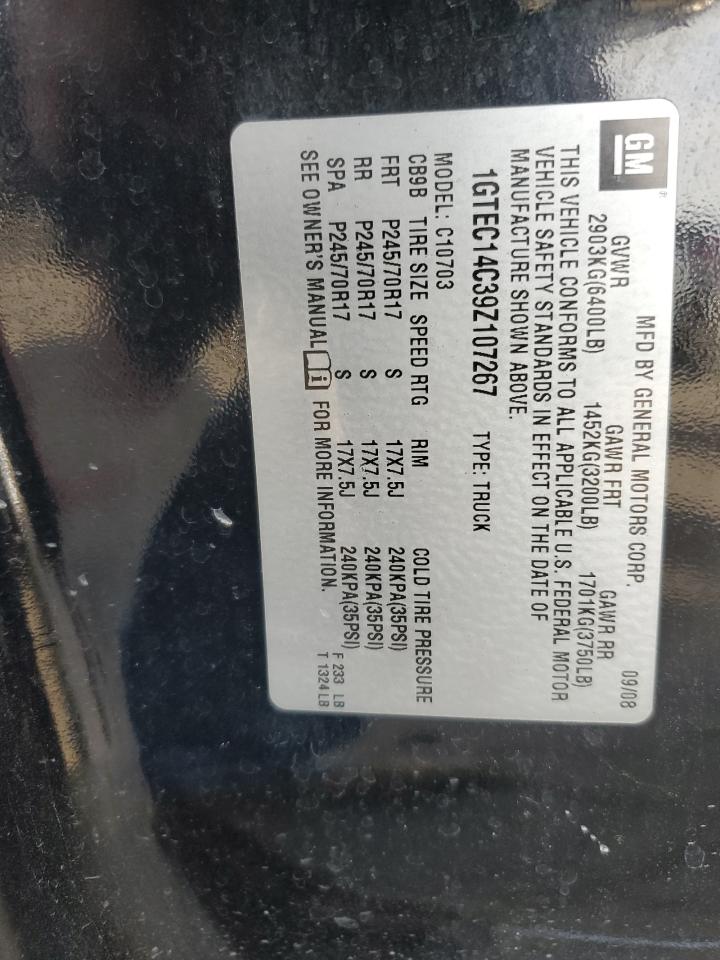 GM®
MFD BY GENERAL MOTORS CORP. 09/08
GVWR GAWR FRT GAWR RR
2903KG(6400LB) 1452KG(3200LB) 1701KG(3750LB)
THIS VEHICLE CONFORMS TO ALL APPLICABLE U.S. FEDERAL MOTOR
VEHICLE SAFETY STANDARDS IN EFFECT ON THE DATE OF
MANUFACTURE SHOWN ABOVE.
1GTEC14C39Z107267 TYPE: TRUCK
MODEL: C10703
CB9B TIRE SIZE SPEED RTG RIM COLD TIRE PRESSURE
FRT P245/70R17 S 17X7.5J 240KPA(35PSI)
RR P245/70R17 S 17X7.5J 240KPA(35PSI)
SPA P245/70R17 S 17X7.5J 240KPA(35PSI)
SEE OWNER'S MANUAL i FOR MORE INFORMATION.
F 233 LB
T 1324 LB